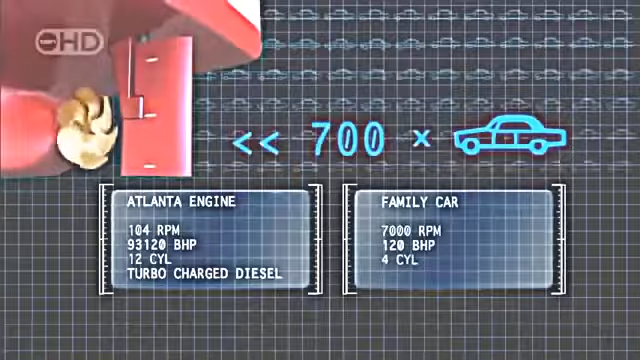 HD
<< 700 ×
ATLANTA ENGINE
104 RPM
93120 BHP
12 CYL
TURBO CHARGED DIESEL
FAMILY CAR
7000 RPM
120 BHP
4 CYL